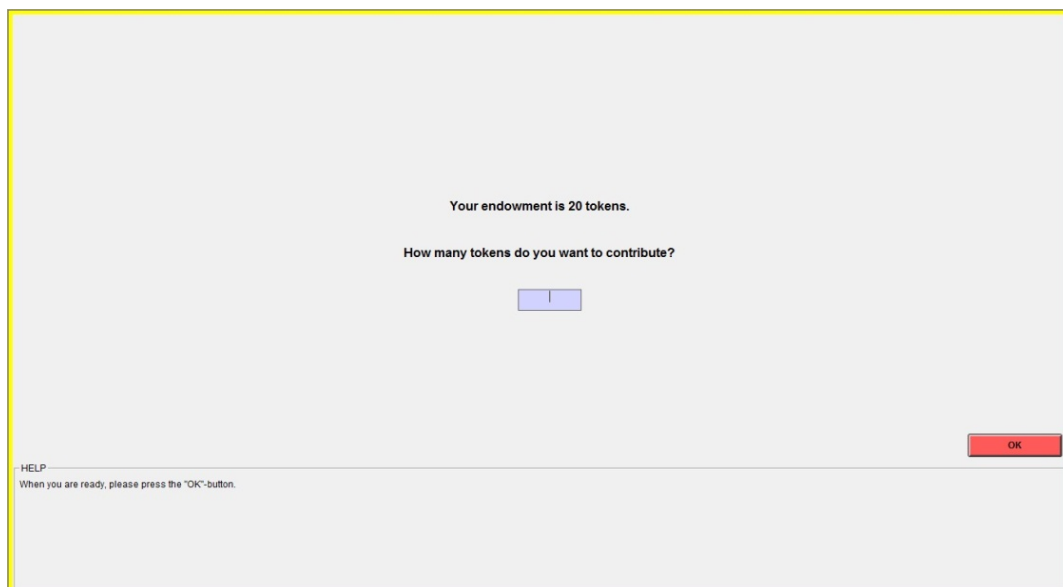 Your endowment is 20 tokens.
How many tokens do you want to contribute?
OK
HELP
When you are ready, please press the "OK"-button.